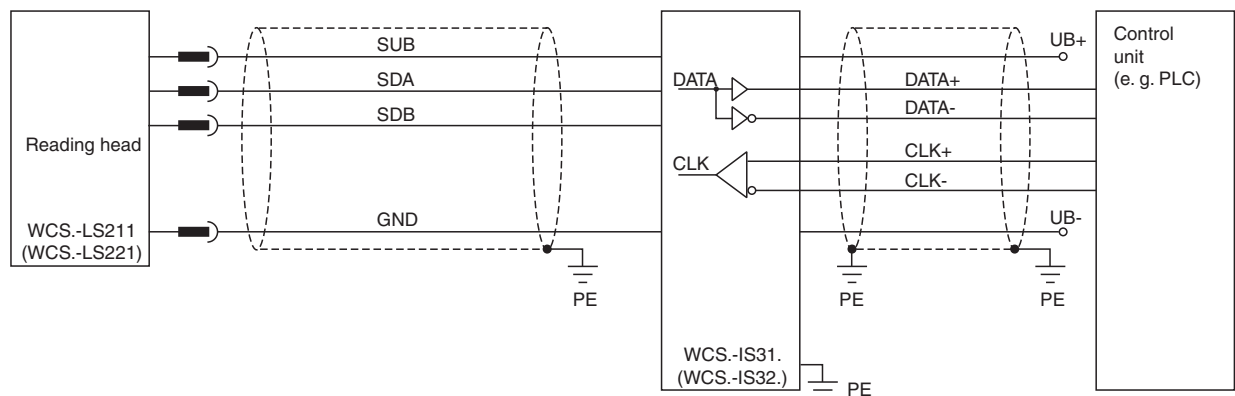 Reading head
WCS.-LS211
(WCS.-LS221)
SUB
SDA
SDB
GND
PE
DATA
CLK
WCS.-IS31.
(WCS.-IS32.)
PE
UB+
DATA+
DATA-
CLK+
CLK-
UB-
PE
PE
Control
unit
(e. g. PLC)